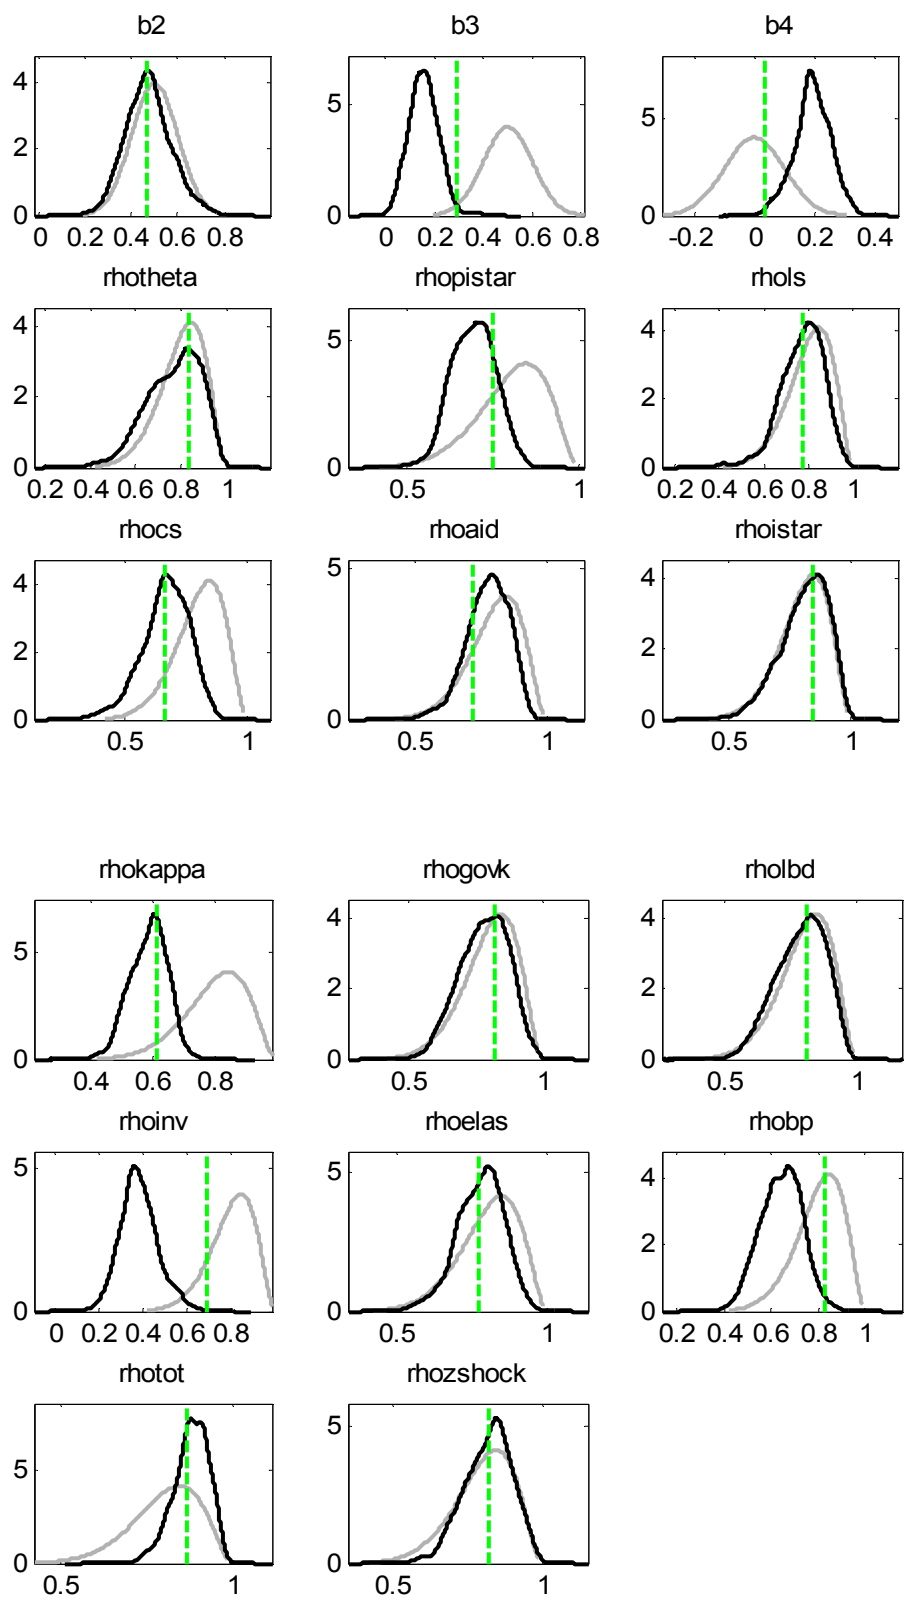 b2 b3 b4
4 2 0 5 0 5 0
0 0.2 0.4 0.6 0.8 0 0.2 0.4 0.6 0.8 -0.2 0 0.2 0.4
rhotheta rhopistar rhols
4 2 0 5 0 4 2 0
0.2 0.4 0.6 0.8 1 0.5 1 0.2 0.4 0.6 0.8 1
rhocs rhoaid rhoistar
4 2 0 5 0 4 2 0
0.5 1 0.5 1 0.5 1
rhokappa rhogovk rholbd
5 0 4 2 0 4 2 0
0.4 0.6 0.8 0.5 1 0.5 1
rhoinv rhoelas rhobp
5 0 5 0 4 2 0
0 0.2 0.4 0.6 0.8 0.5 1 0.2 0.4 0.6 0.8 1
rhotot rhozshock
5 0 5 0
0.5 1 0.5 1